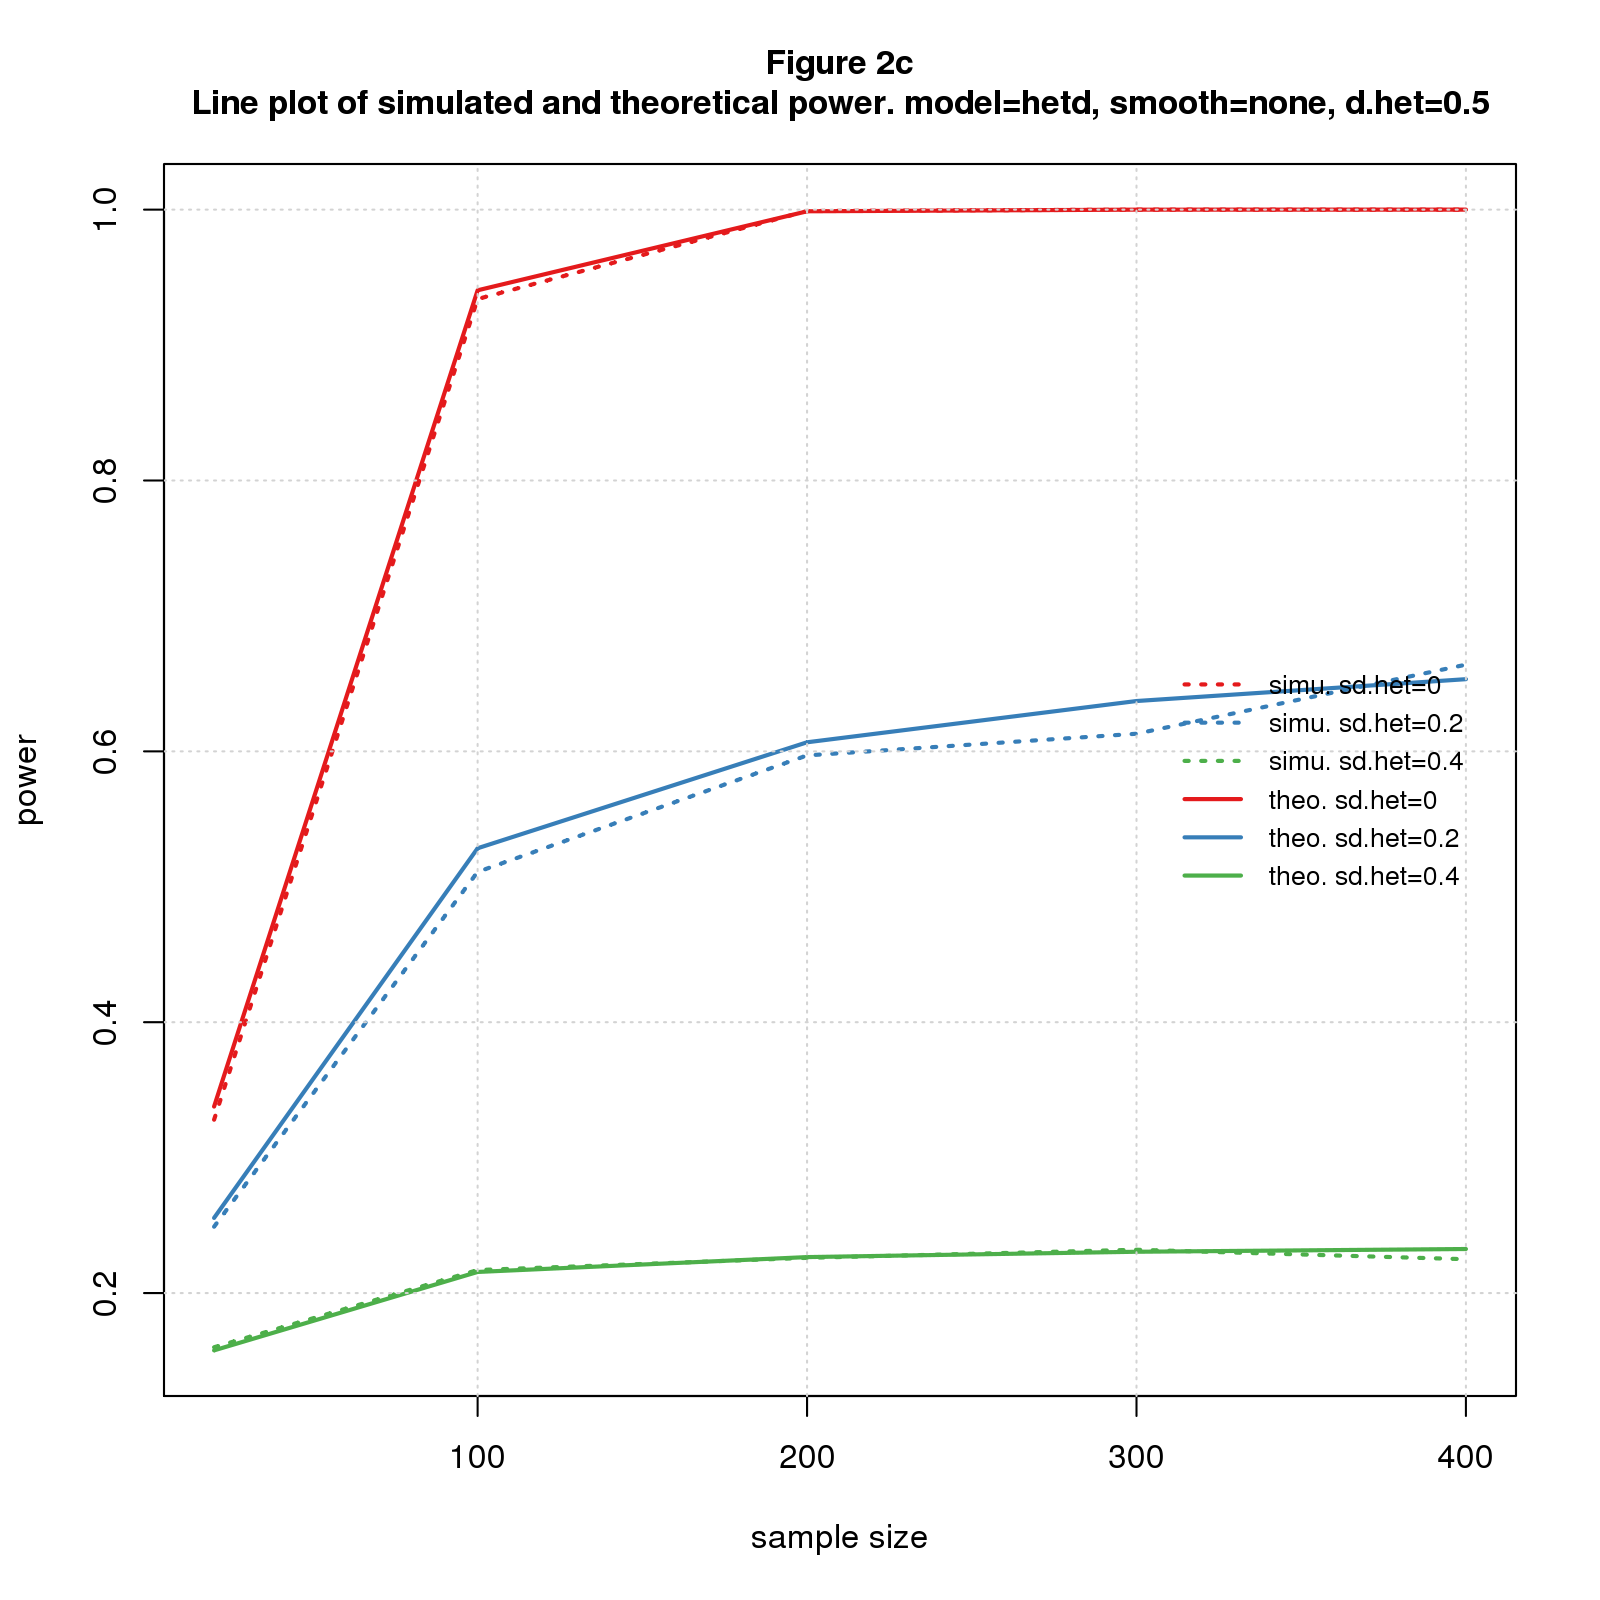 Figure 2c
Line plot of simulated and theoretical power. model=hetd, smooth=none, d.het=0.5
1.0
0.8
0.6
0.4
0.2
power
simu. sd.het=0
simu. sd.het=0.2
simu. sd.het=0.4
theo. sd.het=0
theo. sd.het=0.2
theo. sd.het=0.4
100
200
300
400
sample size